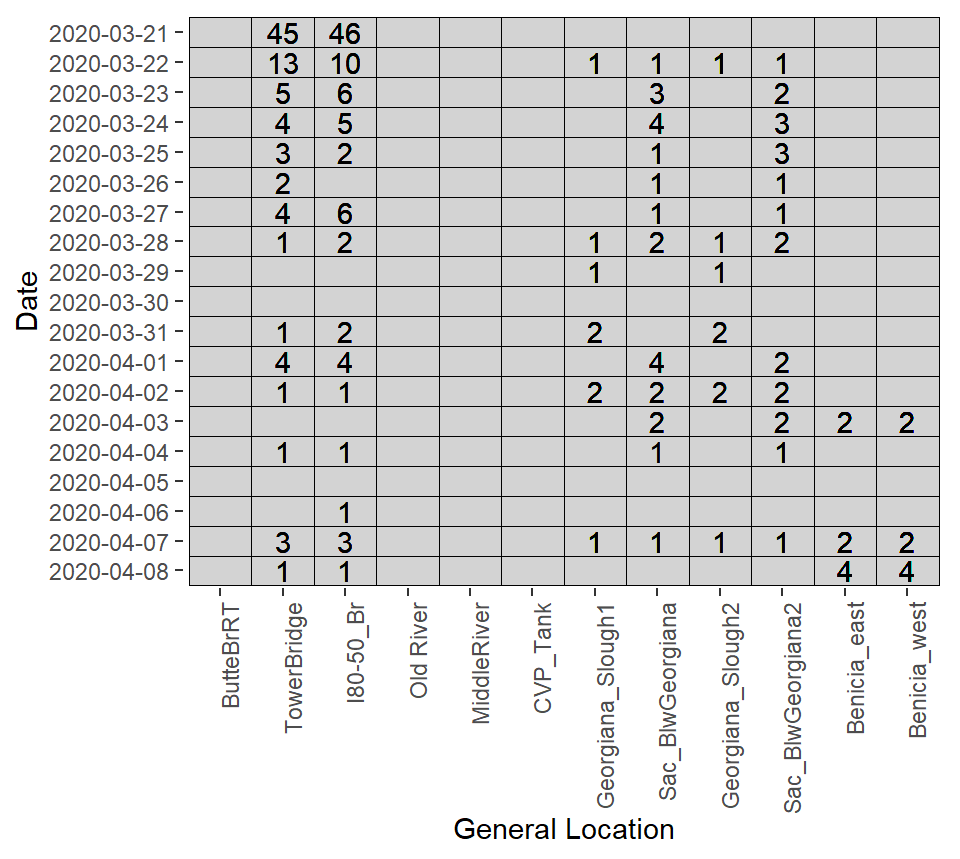 2020-03-21 45 46
2020-03-22 13 10 1 1 1 1
2020-03-23 5 6 3 2
2020-03-24 4 5 4 3
2020-03-25 3 2 1 3
2020-03-26 2 1 1
2020-03-27 4 6 1 1
2020-03-28 1 2 1 2 1 2
2020-03-29 1 1
2020-03-30
2020-03-31 1 2 2 2
2020-04-01 4 4 4 2
2020-04-02 1 1 2 2 2 2
2020-04-03 2 2 2 2
2020-04-04 1 1 1 1
2020-04-05
2020-04-06 1
2020-04-07 3 3 1 1 1 1 2 2
2020-04-08 1 1 4 4
Date
ButteBrRT
TowerBridge
I80-50_Br
Old River
MiddleRiver
CVP_Tank
Georgiana_Slough1
Sac_BlwGeorgiana
Georgiana_Slough2
Sac_BlwGeorgiana2
Benicia_east
Benicia_west
General Location